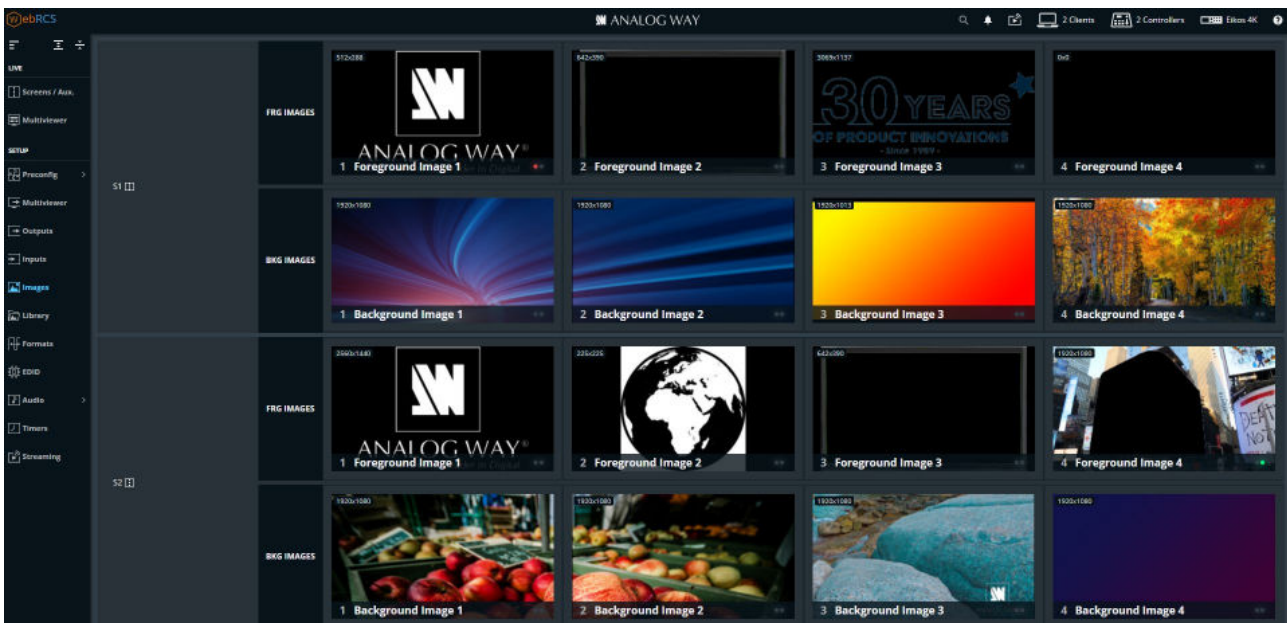 WebRCS
ANALOG WAY
2 Clients
2 Controllers
Eikos 4K
LIVE
Screens / Aux.
Multiviewer
SETUP
Preconfig
Multiviewer
Outputs
Inputs
Images
Library
Formats
EDID
Audio
Timers
Streaming
S1
FRG IMAGES
512x288
ANALOG WAY®
1 Foreground Image 1
642x390
2 Foreground Image 2
3069x1137
30 YEARS
OF PRODUCT INNOVATIONS
- Since 1989 -
3 Foreground Image 3
0x0
4 Foreground Image 4
BKG IMAGES
1920x1080
1 Background Image 1
1920x1080
2 Background Image 2
1920x1013
3 Background Image 3
1920x1080
4 Background Image 4
S2
FRG IMAGES
2560x1440
ANALOG WAY®
1 Foreground Image 1
225x225
2 Foreground Image 2
642x390
3 Foreground Image 3
1920x1080
4 Foreground Image 4
BKG IMAGES
1920x1080
1 Background Image 1
1920x1080
2 Background Image 2
1920x1080
3 Background Image 3
1920x1080
4 Background Image 4